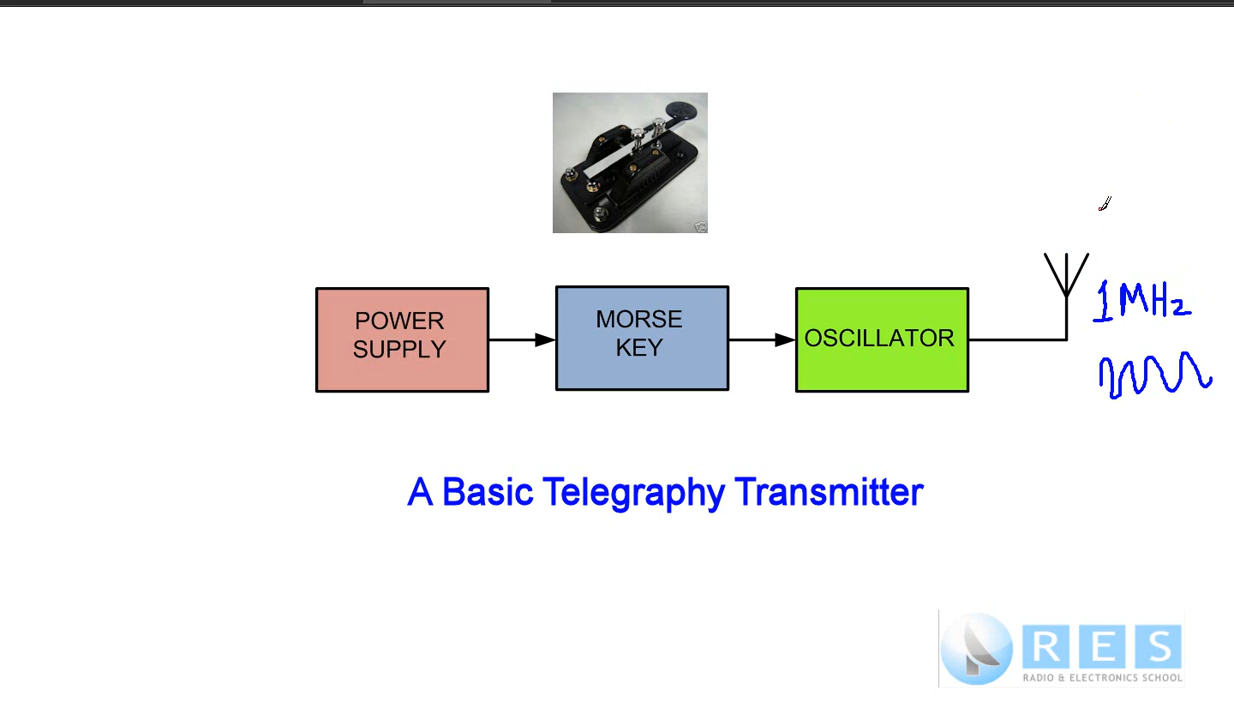 POWER
SUPPLY
MORSE
KEY
OSCILLATOR
1MHz
A Basic Telegraphy Transmitter
RES
RADIO & ELECTRONICS SCHOOL